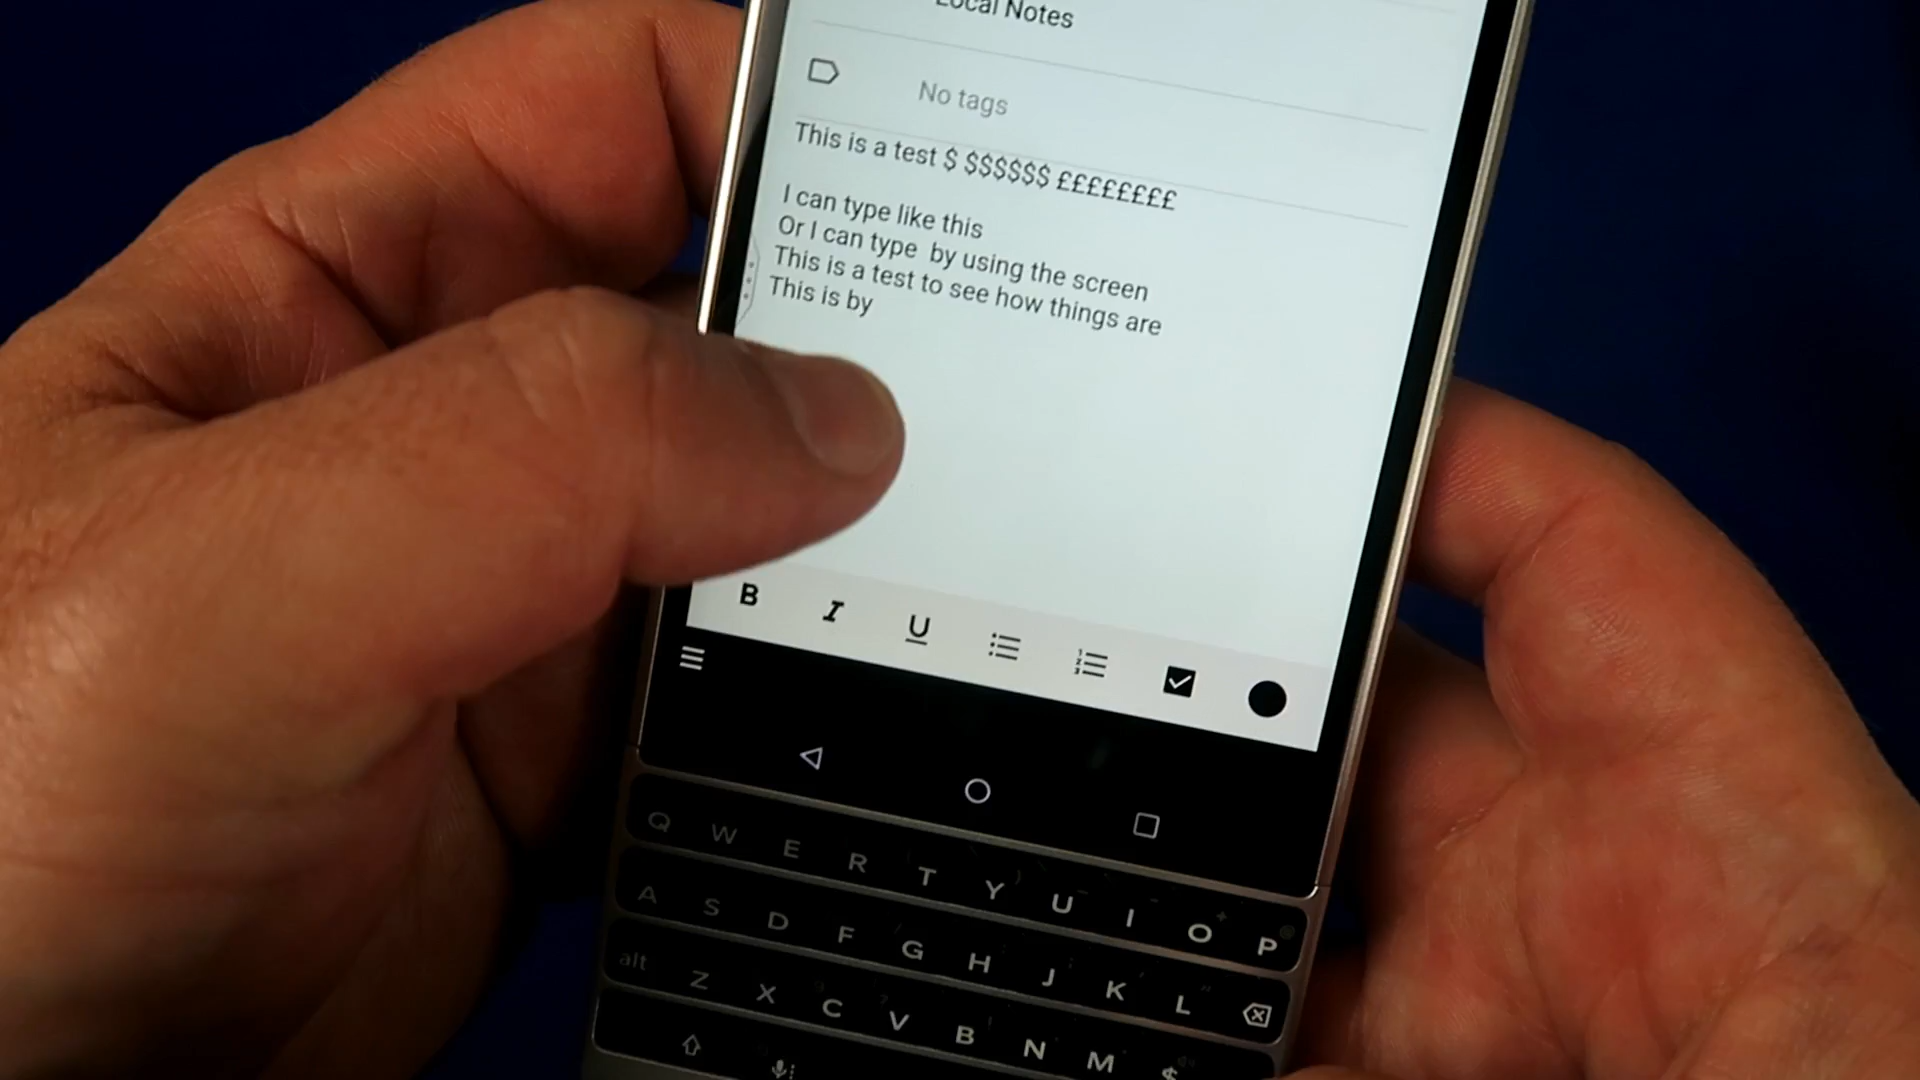 Local Notes
No tags
This is a test $ $$$$$$ ££££££££
I can type like this
Or I can type  by using the screen
This is a test to see how things are
This is by
B I U
Q W E R T Y U I O P
A S D F G H J K L
alt Z X C V B N M $